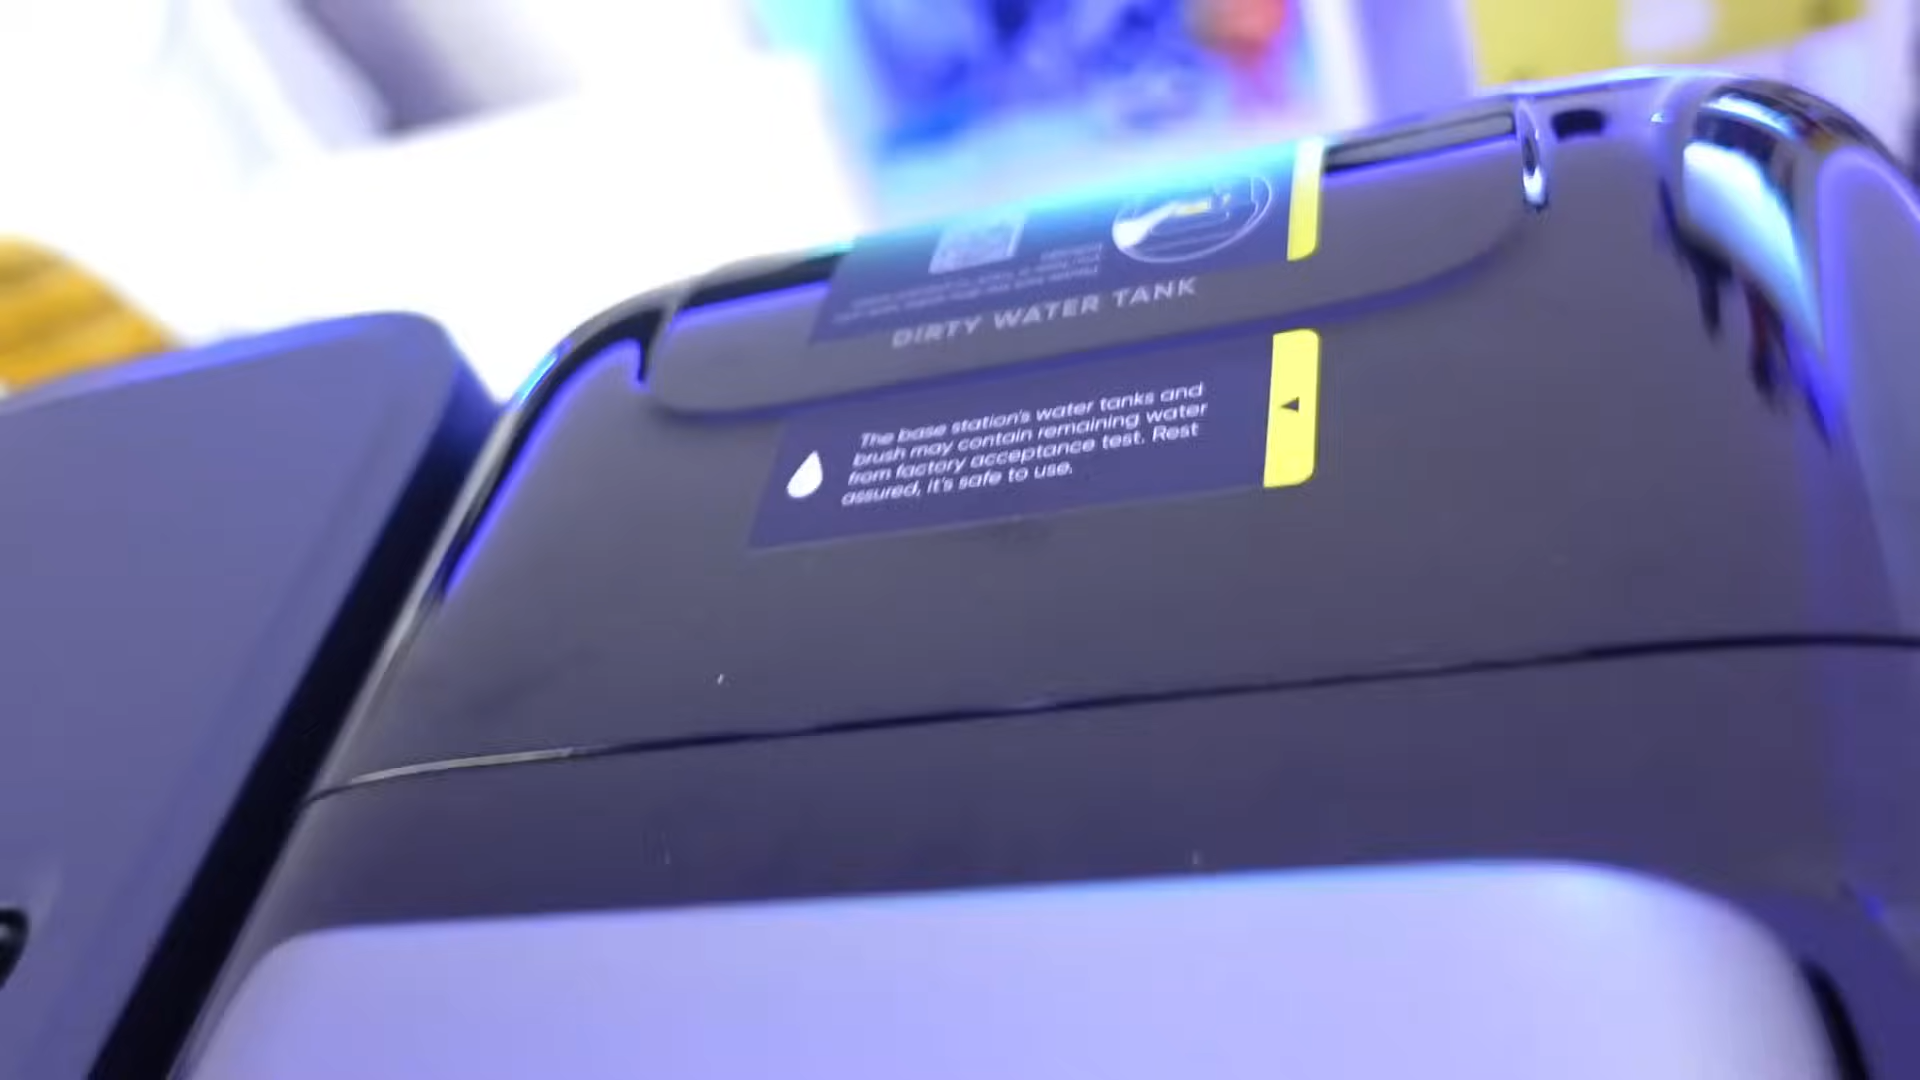 DIRTY WATER TANK
The base station's water tanks and
brush may contain remaining water
from factory acceptance test. Rest
assured, it's safe to use.